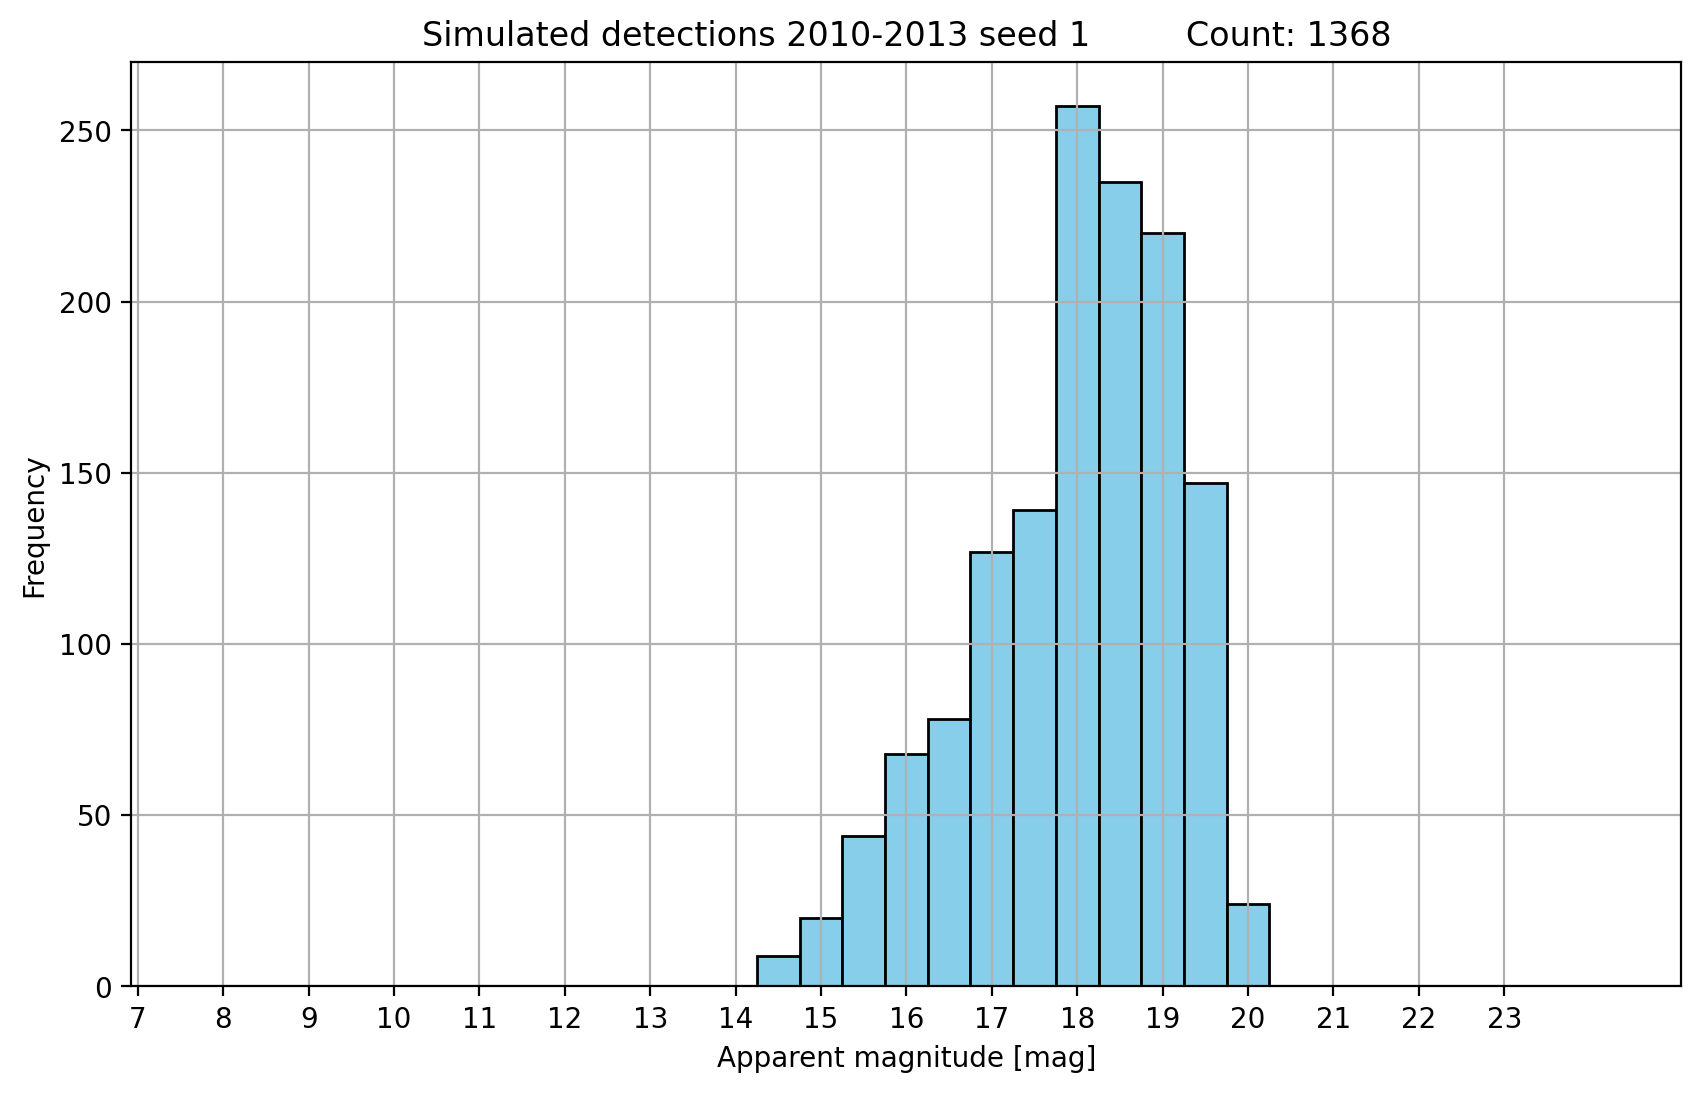 Simulated detections 2010-2013 seed 1 Count: 1368
Frequency
250
200
150
100
50
0
7 8 9 10 11 12 13 14 15 16 17 18 19 20 21 22 23
Apparent magnitude [mag]